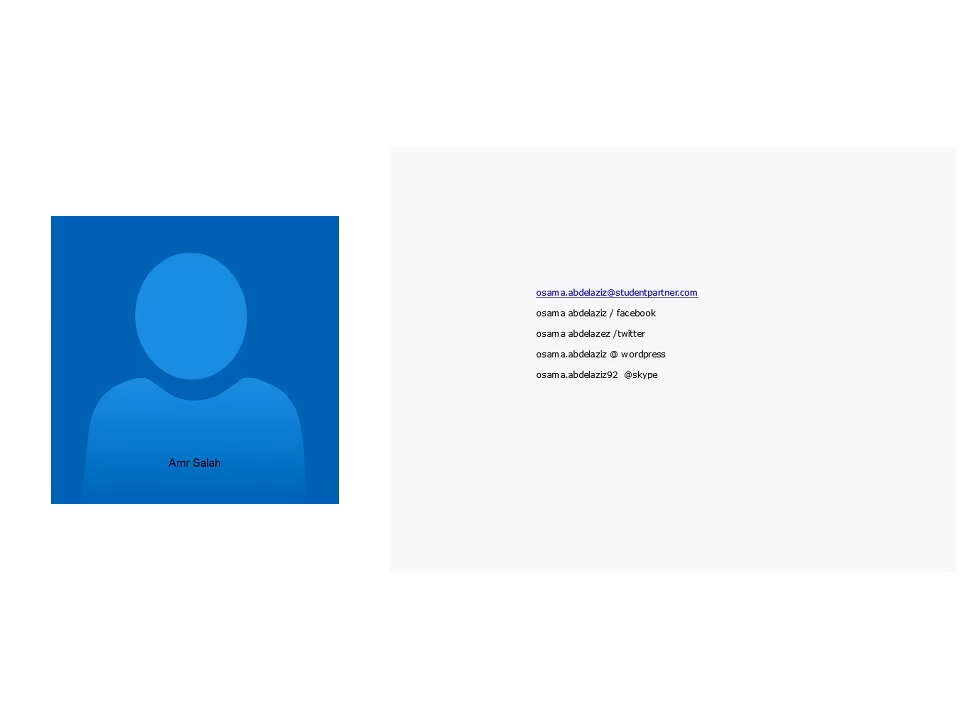 Amr Salah
osama.abdelaziz@studentpartner.com
osama abdelaziz / facebook
osama abdelazez /twitter
osama.abdelaziz @ wordpress
osama.abdelaziz92  @skype